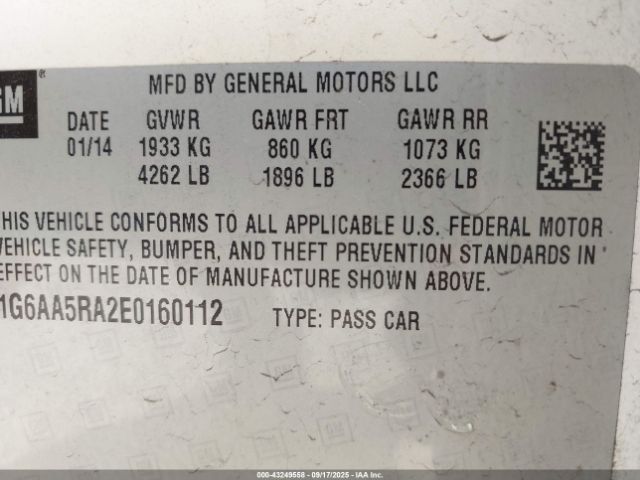 GM®
MFD BY GENERAL MOTORS LLC
DATE GVWR GAWR FRT GAWR RR
01/14 1933 KG 860 KG 1073 KG
4262 LB 1896 LB 2366 LB
HIS VEHICLE CONFORMS TO ALL APPLICABLE U.S. FEDERAL MOTOR
VEHICLE SAFETY, BUMPER, AND THEFT PREVENTION STANDARDS IN
EFFECT ON THE DATE OF MANUFACTURE SHOWN ABOVE.
1G6AA5RA2E0160112 TYPE: PASS CAR
000-43249558 - 09/17/2025 - IAA Inc.